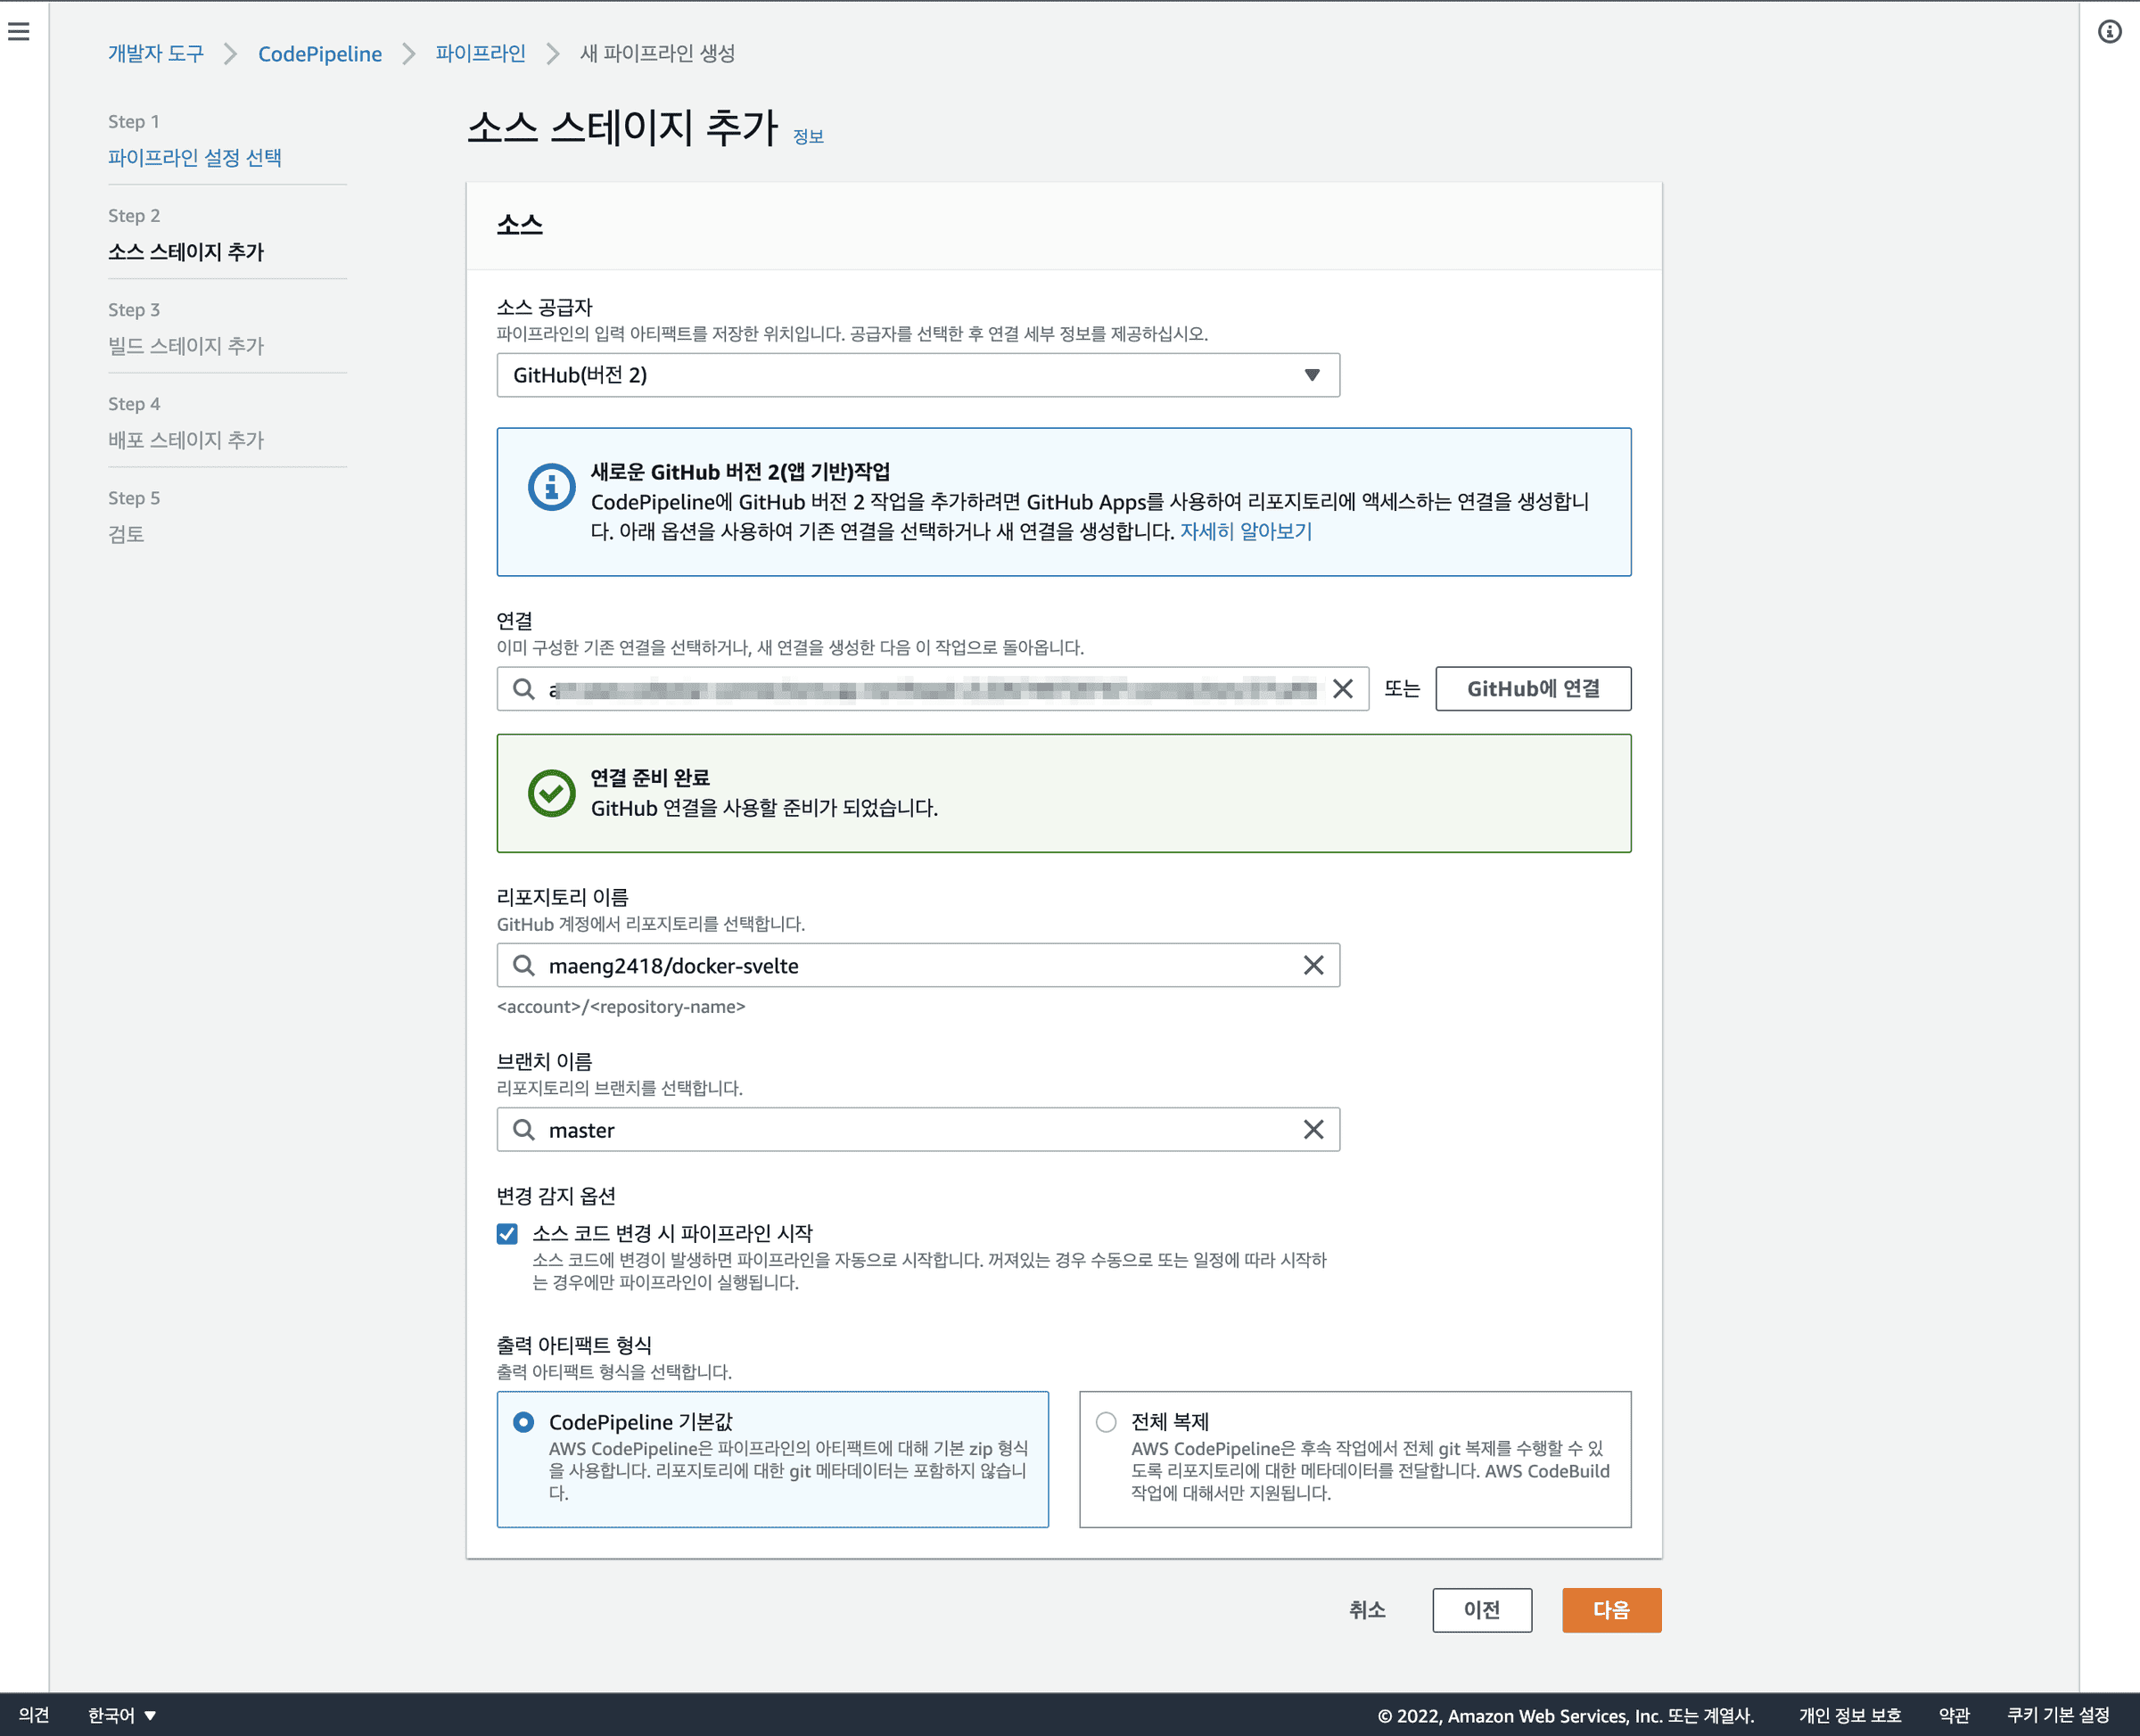 개발자 도구 > CodePipeline > 파이프라인 > 새 파이프라인 생성
Step 1
파이프라인 설정 선택
Step 2
소스 스테이지 추가
Step 3
빌드 스테이지 추가
Step 4
배포 스테이지 추가
Step 5
검토
소스 스테이지 추가 정보
소스
소스 공급자
파이프라인의 입력 아티팩트를 저장한 위치입니다. 공급자를 선택한 후 연결 세부 정보를 제공하십시오.
GitHub(버전 2)
새로운 GitHub 버전 2(앱 기반)작업
CodePipeline에 GitHub 버전 2 작업을 추가하려면 GitHub Apps를 사용하여 리포지토리에 액세스하는 연결을 생성합니
다. 아래 옵션을 사용하여 기존 연결을 선택하거나 새 연결을 생성합니다. 자세히 알아보기
연결
이미 구성한 기존 연결을 선택하거나, 새 연결을 생성한 다음 이 작업으로 돌아옵니다.
또는 GitHub에 연결
연결 준비 완료
GitHub 연결을 사용할 준비가 되었습니다.
리포지토리 이름
GitHub 계정에서 리포지토리를 선택합니다.
maeng2418/docker-svelte
<account>/<repository-name>
브랜치 이름
리포지토리의 브랜치를 선택합니다.
master
변경 감지 옵션
소스 코드 변경 시 파이프라인 시작
소스 코드에 변경이 발생하면 파이프라인을 자동으로 시작합니다. 꺼져있는 경우 수동으로 또는 일정에 따라 시작하
는 경우에만 파이프라인이 실행됩니다.
출력 아티팩트 형식
출력 아티팩트 형식을 선택합니다.
CodePipeline 기본값
AWS CodePipeline은 파이프라인의 아티팩트에 대해 기본 zip 형식
을 사용합니다. 리포지토리에 대한 git 메타데이터는 포함하지 않습니
다.
전체 복제
AWS CodePipeline은 후속 작업에서 전체 git 복제를 수행할 수 있
도록 리포지토리에 대한 메타데이터를 전달합니다. AWS CodeBuild
작업에 대해서만 지원됩니다.
취소 이전 다음
의견 한국어 © 2022, Amazon Web Services, Inc. 또는 계열사. 개인 정보 보호 약관 쿠키 기본 설정